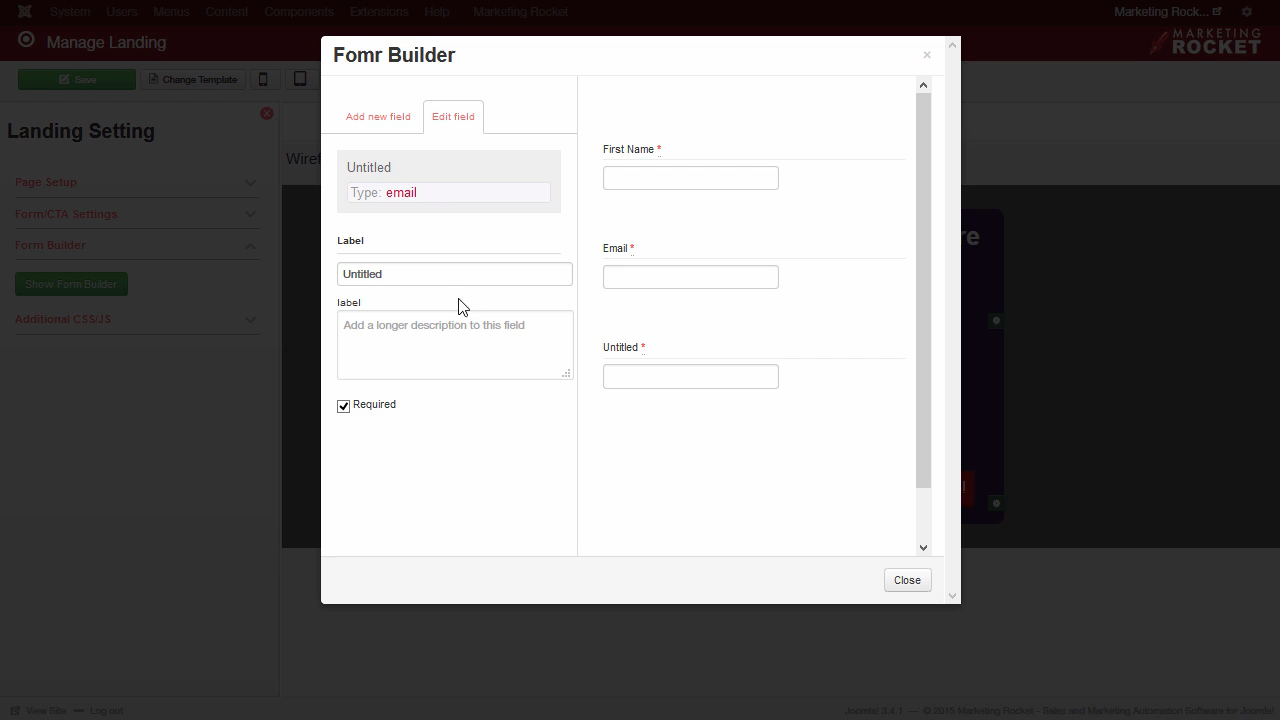 System Users Menus Content Components Extensions Help Marketing Rocket Marketing Rock...
Manage Landing
MARKETING
ROCKET
Save Change Template
Landing Setting
Page Setup
Form/CTA Settings
Form Builder
Show Form Builder
Additional CSS/JS
Wiref
re
Fomr Builder
×
Add new field Edit field
Untitled
Type: email
Label
Untitled
label
Add a longer description to this field
Required
First Name *
Email *
Untitled *
Close
View Site Log out
Joomla! 3.4.1 — © 2015 Marketing Rocket - Sales and Marketing Automation Software for Joomla!